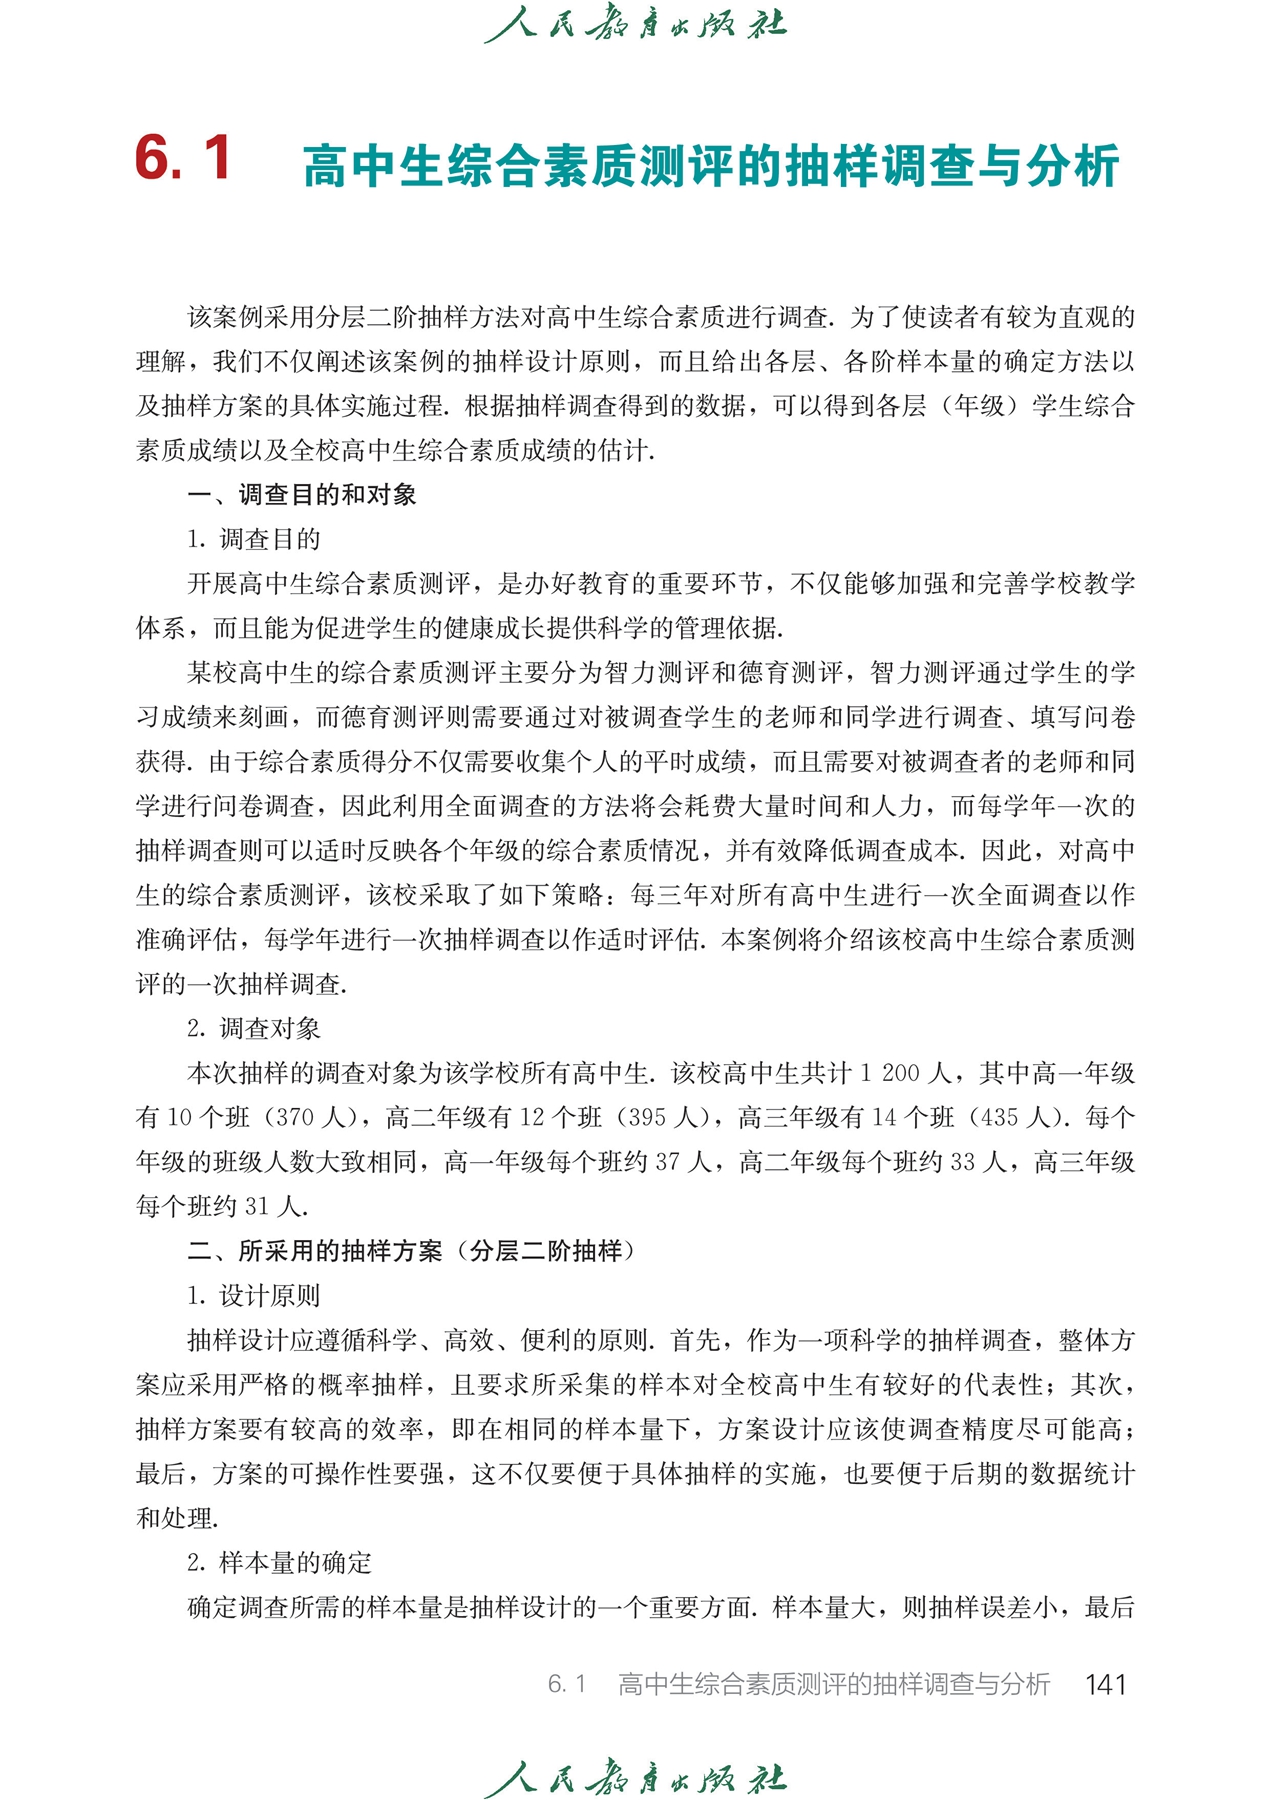 人民教育出版社
6.1 高中生综合素质测评的抽样调查与分析
该案例采用分层二阶抽样方法对高中生综合素质进行调查. 为了使读者有较为直观的
理解，我们不仅阐述该案例的抽样设计原则，而且给出各层、各阶样本量的确定方法以
及抽样方案的具体实施过程. 根据抽样调查得到的数据，可以得到各层（年级）学生综合
素质成绩以及全校高中生综合素质成绩的估计.
一、调查目的和对象
1. 调查目的
开展高中生综合素质测评，是办好教育的重要环节，不仅能够加强和完善学校教学
体系，而且能为促进学生的健康成长提供科学的管理依据.
某校高中生的综合素质测评主要分为智力测评和德育测评，智力测评通过学生的学
习成绩来刻画，而德育测评则需要通过对被调查学生的老师和同学进行调查、填写问卷
获得. 由于综合素质得分不仅需要收集个人的平时成绩，而且需要对被调查者的老师和同
学进行问卷调查，因此利用全面调查的方法将会耗费大量时间和人力，而每学年一次的
抽样调查则可以适时反映各个年级的综合素质情况，并有效降低调查成本. 因此，对高中
生的综合素质测评，该校采取了如下策略：每三年对所有高中生进行一次全面调查以作
准确评估，每学年进行一次抽样调查以作适时评估. 本案例将介绍该校高中生综合素质测
评的一次抽样调查.
2. 调查对象
本次抽样的调查对象为该学校所有高中生. 该校高中生共计 1 200 人，其中高一年级
有 10 个班（370 人），高二年级有 12 个班（395 人），高三年级有 14 个班（435 人）. 每个
年级的班级人数大致相同，高一年级每个班约 37 人，高二年级每个班约 33 人，高三年级
每个班约 31 人.
二、所采用的抽样方案（分层二阶抽样）
1. 设计原则
抽样设计应遵循科学、高效、便利的原则. 首先，作为一项科学的抽样调查，整体方
案应采用严格的概率抽样，且要求所采集的样本对全校高中生有较好的代表性；其次，
抽样方案要有较高的效率，即在相同的样本量下，方案设计应该使调查精度尽可能高；
最后，方案的可操作性要强，这不仅要便于具体抽样的实施，也要便于后期的数据统计
和处理.
2. 样本量的确定
确定调查所需的样本量是抽样设计的一个重要方面. 样本量大，则抽样误差小，最后
6.1 高中生综合素质测评的抽样调查与分析 141
人民教育出版社